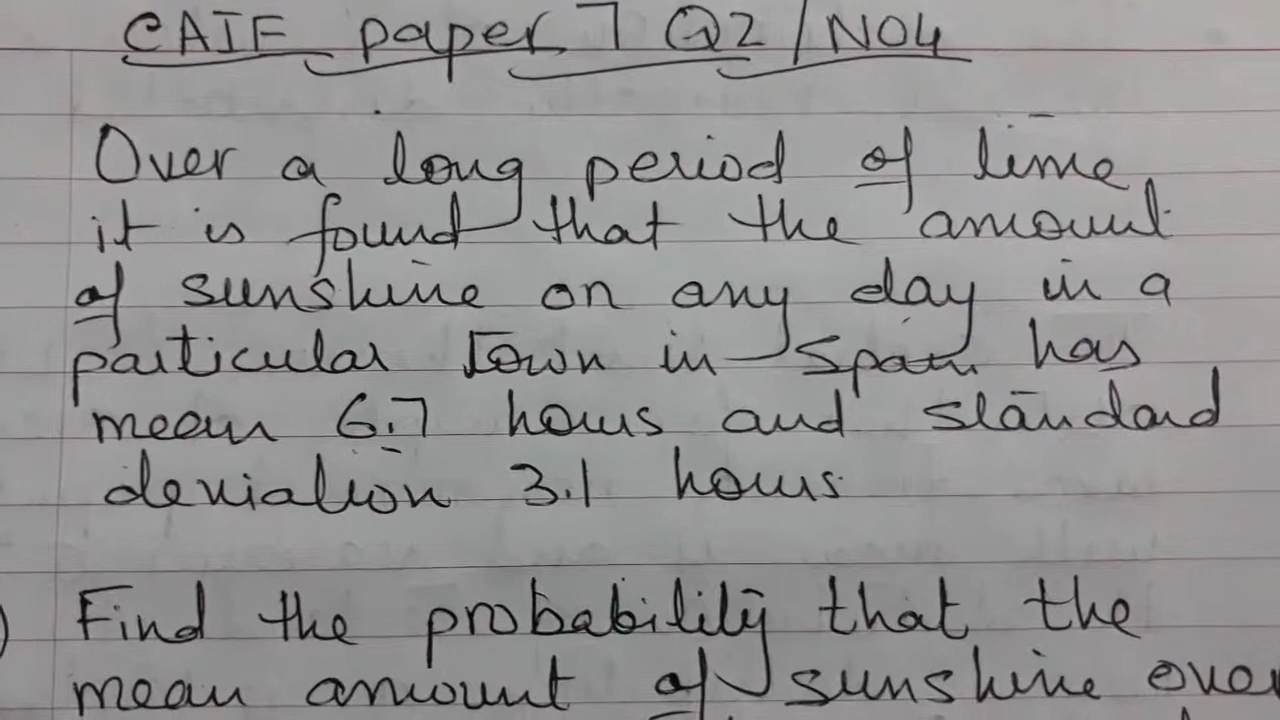 CAIE paper 7 Q2/N04
Over a long period of time
it is found that the amount
of sunshine on any day in a
particular town in Spain has
mean 6.7 hours and standard
deviation 3.1 hours.
) Find the probability that the
mean amount of sunshine over